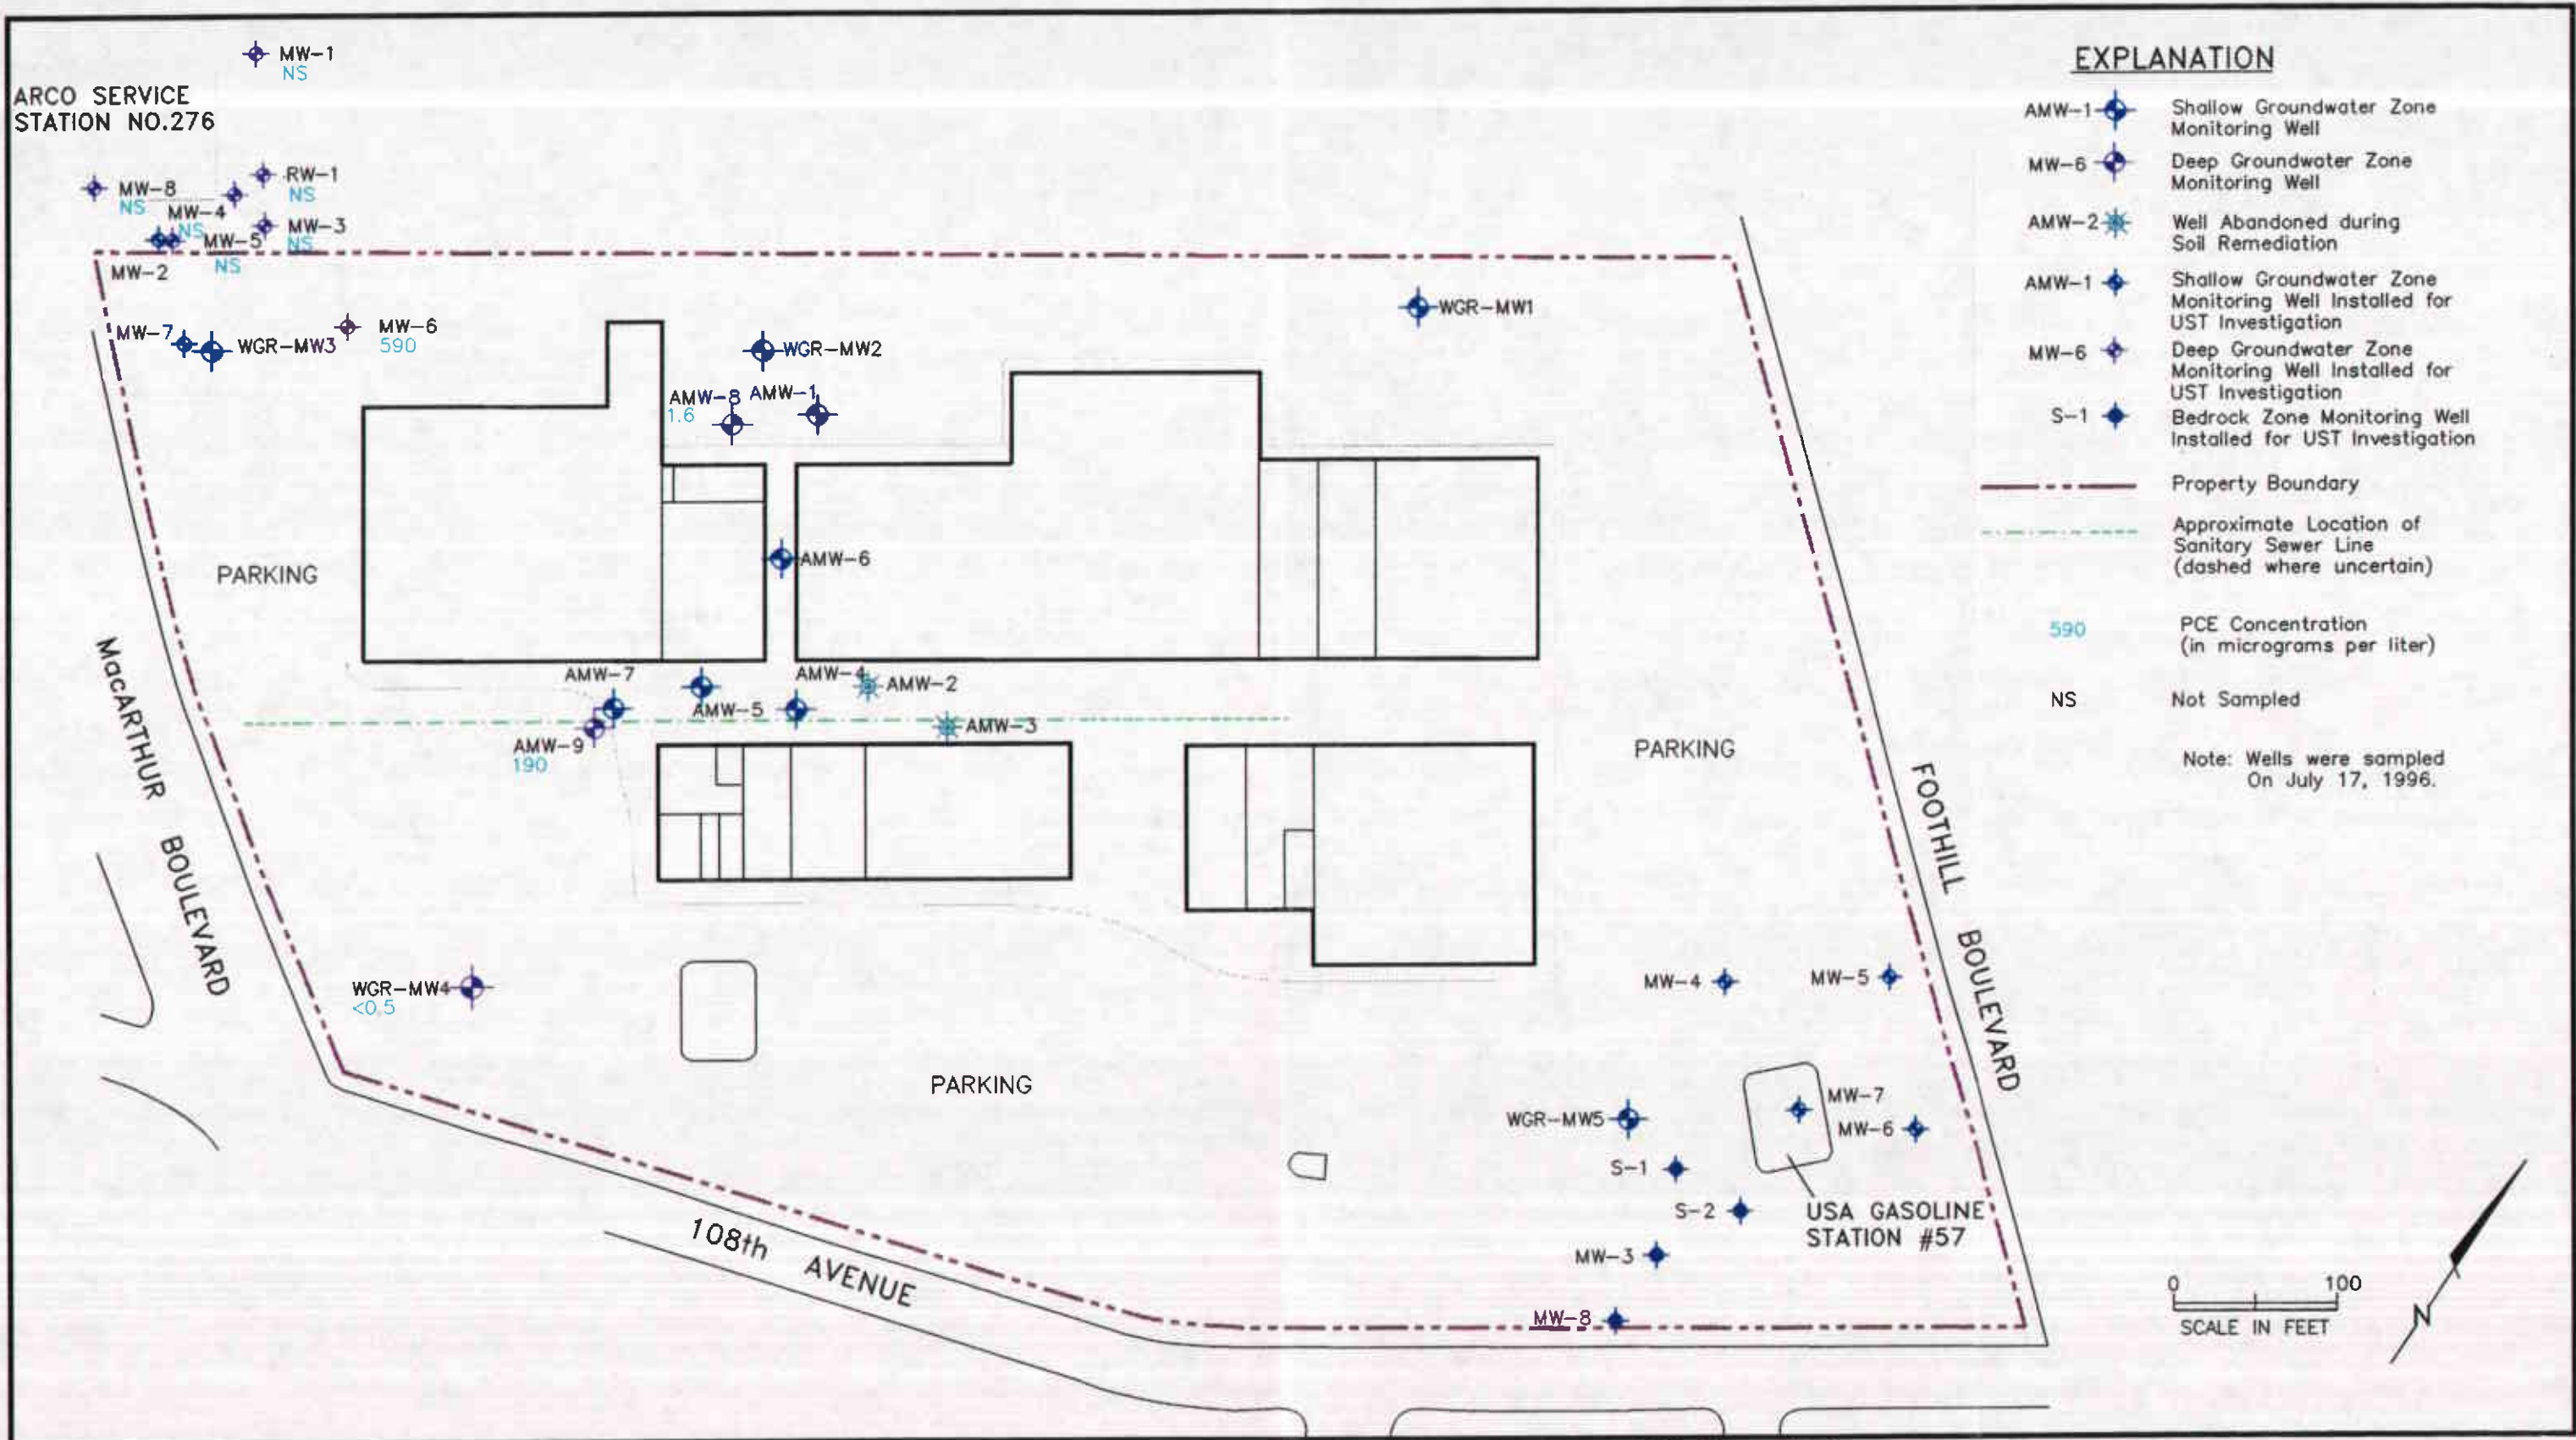 MW-1
NS
ARCO SERVICE
STATION NO.276
RW-1
NS
MW-8
NS
MW-4
NS
MW-3
NS
MW-5
NS
MW-2
MW-7
WGR-MW3
MW-6
590
WGR-MW2
WGR-MW1
AMW-8
1.6
AMW-1
AMW-6
PARKING
AMW-7
AMW-4
AMW-2
AMW-5
AMW-3
AMW-9
190
PARKING
MacARTHUR BOULEVARD
FOOTHILL BOULEVARD
WGR-MW4
<0.5
MW-4
MW-5
PARKING
WGR-MW5
MW-7
MW-6
S-1
S-2
USA GASOLINE
STATION #57
MW-3
MW-8
108th AVENUE
EXPLANATION
AMW-1
Shallow Groundwater Zone
Monitoring Well
MW-6
Deep Groundwater Zone
Monitoring Well
AMW-2
Well Abandoned during
Soil Remediation
AMW-1
Shallow Groundwater Zone
Monitoring Well Installed for
UST Investigation
MW-6
Deep Groundwater Zone
Monitoring Well Installed for
UST Investigation
S-1
Bedrock Zone Monitoring Well
Installed for UST Investigation
Property Boundary
Approximate Location of
Sanitary Sewer Line
(dashed where uncertain)
590
PCE Concentration
(in micrograms per liter)
NS
Not Sampled
Note: Wells were sampled
On July 17, 1996.
0 100
SCALE IN FEET
N